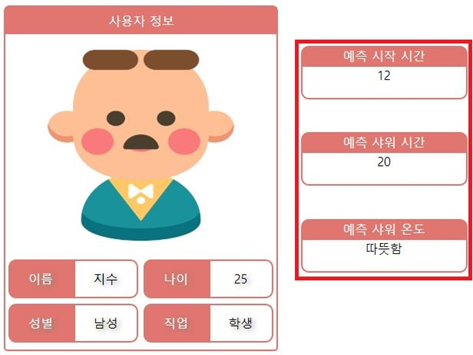 사용자 정보
이름 지수 나이 25
성별 남성 직업 학생
예측 시작 시간
12
예측 샤워 시간
20
예측 샤워 온도
따뜻함